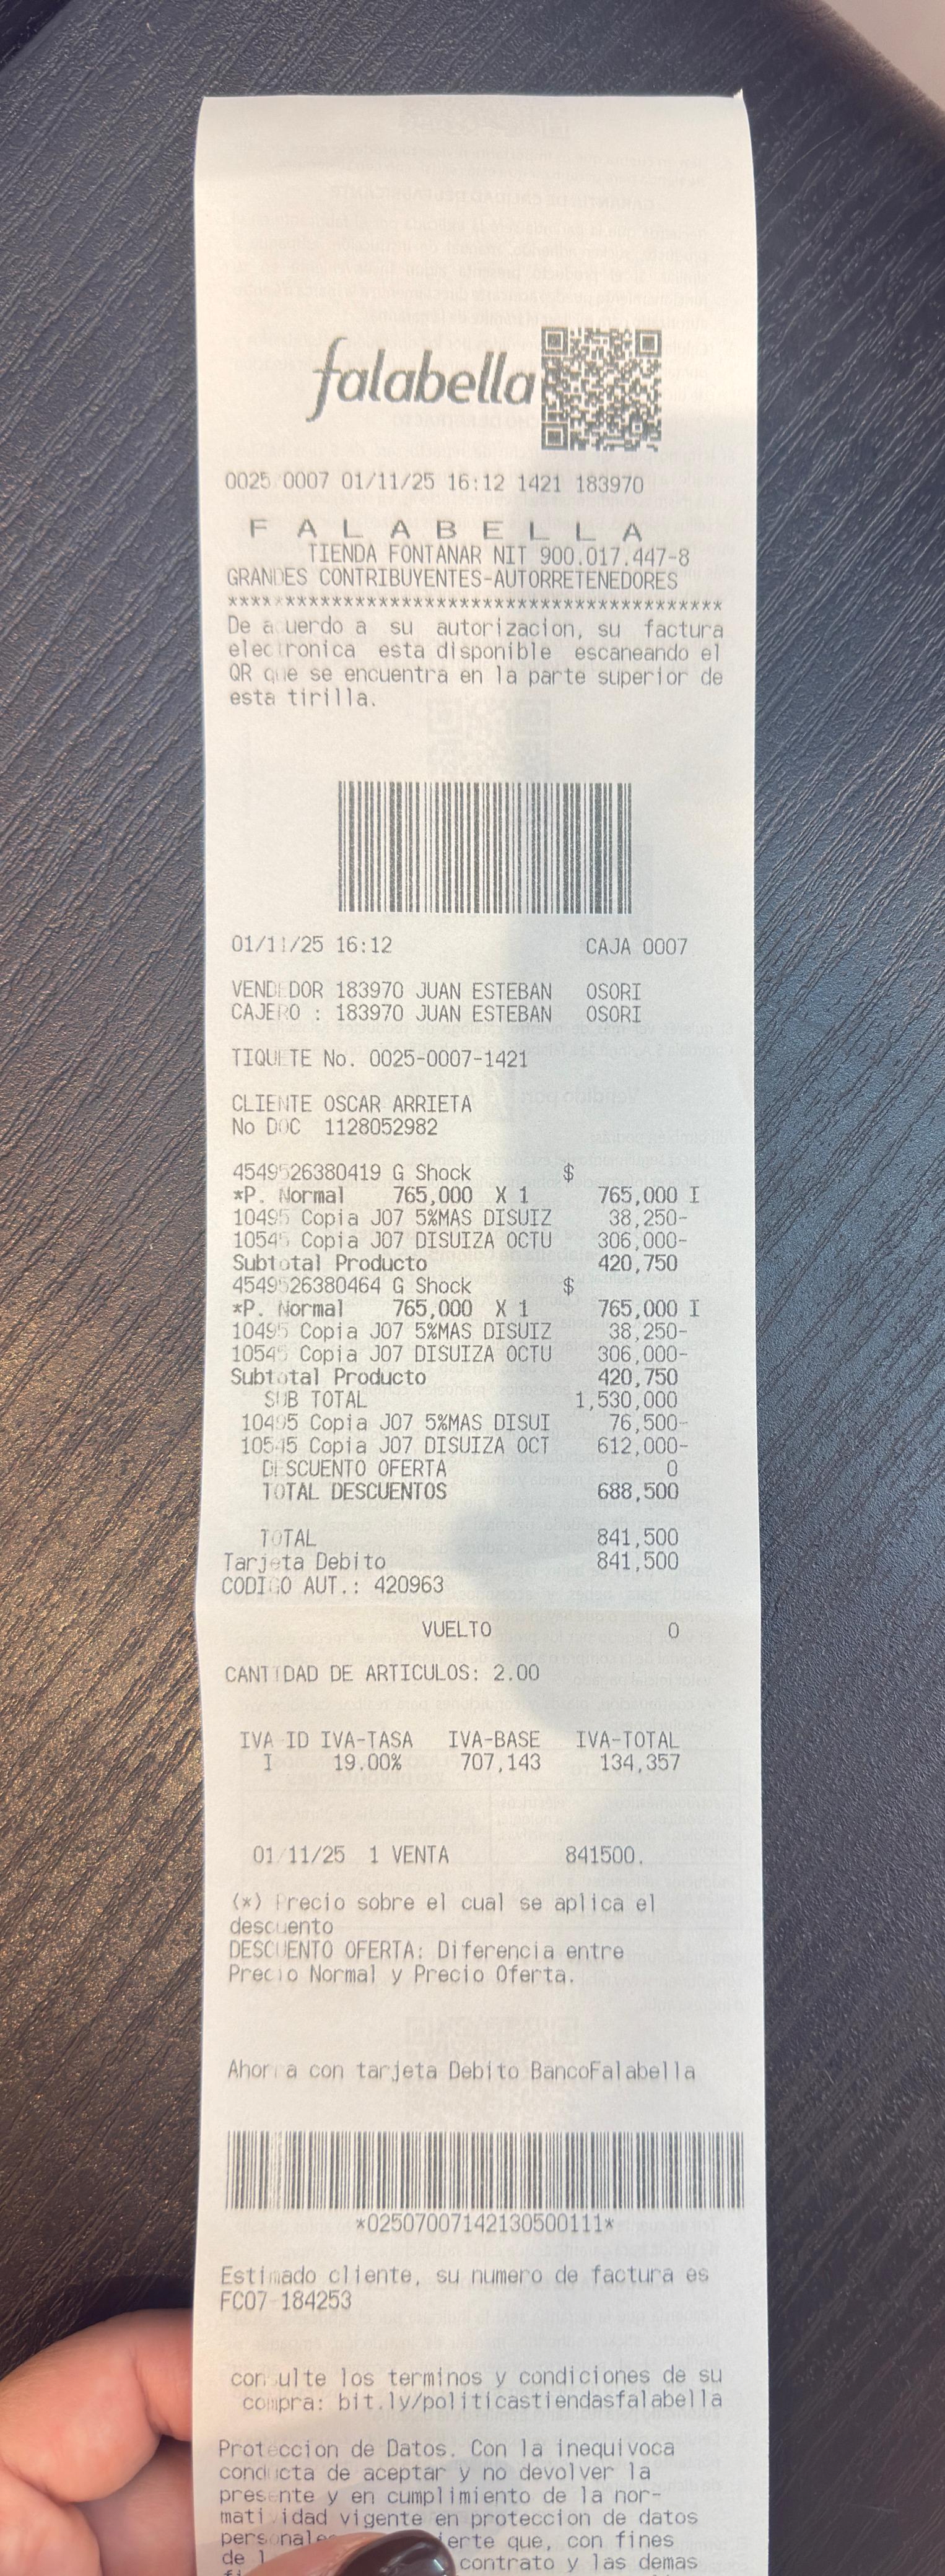 falabella
0025 0007 01/11/25 16:12 1421 183970
F A L A B E L L A
TIENDA FONTANAR NIT 900.017.447-8
GRANDES CONTRIBUYENTES-AUTORRETENEDORES
********************************************
De acuerdo a su autorizacion, su factura
electronica esta disponible escaneando el
QR que se encuentra en la parte superior de
esta tirilla.
01/11/25 16:12 CAJA 0007
VENDEDOR 183970 JUAN ESTEBAN OSORI
CAJERO : 183970 JUAN ESTEBAN OSORI
TIQUETE No. 0025-0007-1421
CLIENTE OSCAR ARRIETA
No DOC 1128052982
4549526380419 G Shock $
*P. Normal 765,000 X 1 765,000 I
10495 Copia J07 5%MAS DISUIZ 38,250-
10545 Copia J07 DISUIZA OCTU 306,000-
Subtotal Producto 420,750
4549526380464 G Shock $
*P. Normal 765,000 X 1 765,000 I
10495 Copia J07 5%MAS DISUIZ 38,250-
10545 Copia J07 DISUIZA OCTU 306,000-
Subtotal Producto 420,750
SUB TOTAL 1,530,000
10495 Copia J07 5%MAS DISUI 76,500-
10545 Copia J07 DISUIZA OCT 612,000-
DESCUENTO OFERTA 0
TOTAL DESCUENTOS 688,500
TOTAL 841,500
Tarjeta Debito 841,500
CODIGO AUT.: 420963
VUELTO 0
CANTIDAD DE ARTICULOS: 2.00
IVA ID IVA-TASA IVA-BASE IVA-TOTAL
I 19.00% 707,143 134,357
01/11/25 1 VENTA 841500.
(*) Precio sobre el cual se aplica el
descuento
DESCUENTO OFERTA: Diferencia entre
Precio Normal y Precio Oferta.
Ahorra con tarjeta Debito BancoFalabella
*02507007142130500111*
Estimado cliente, su numero de factura es
FC07-184253
consulte los terminos y condiciones de su
compra: bit.ly/politicastiendasfalabella
Proteccion de Datos. Con la inequivoca
conducta de aceptar y no devolver la
presente y en cumplimiento de la nor-
matividad vigente en proteccion de datos
personales que, con fines
de contrato y las demas